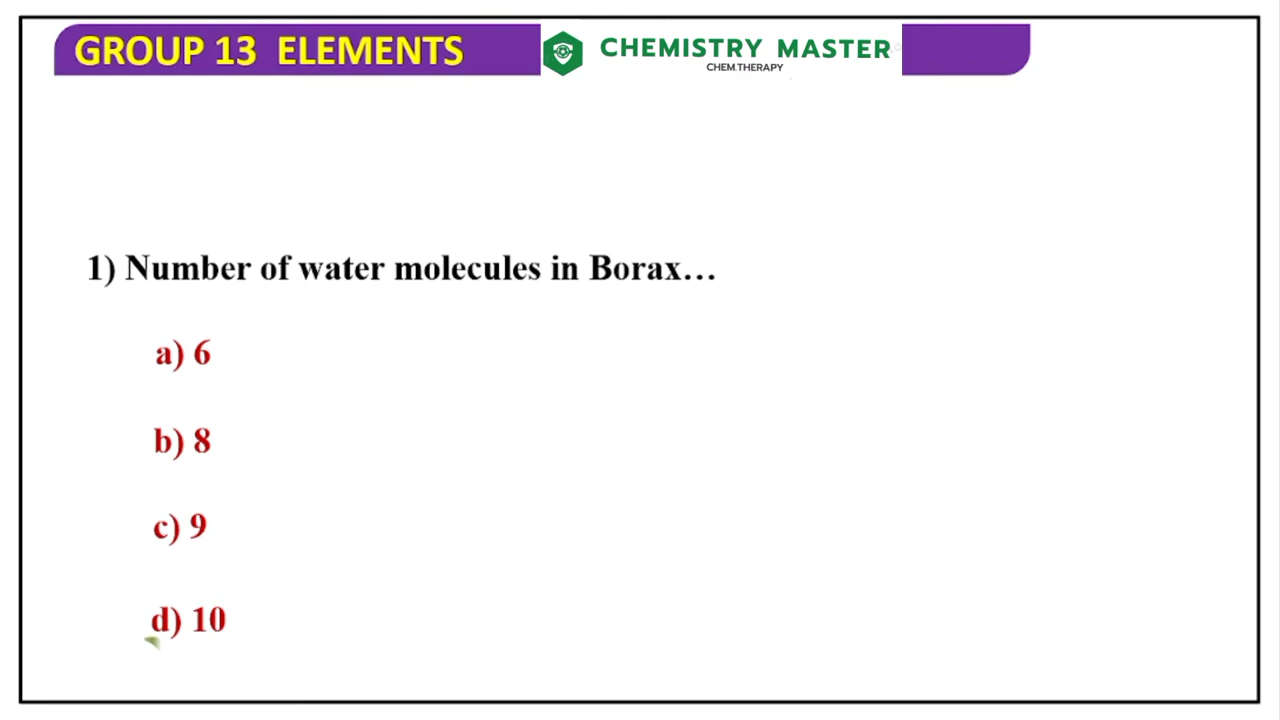 GROUP 13 ELEMENTS
CHEMISTRY MASTER
CHEM.THERAPY
1) Number of water molecules in Borax...
a) 6
b) 8
c) 9
d) 10